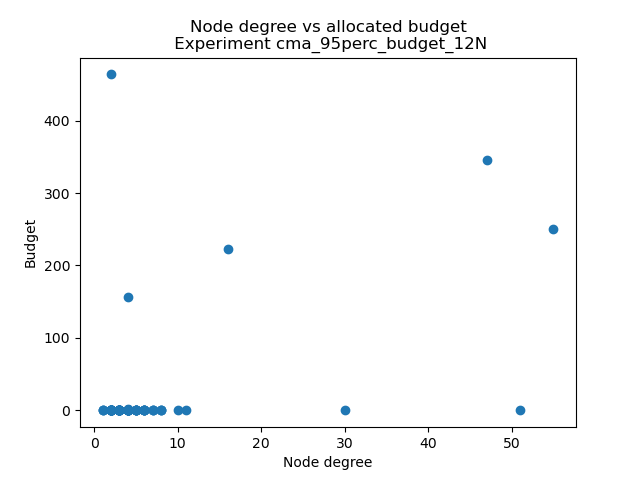 Node degree vs allocated budget
Experiment cma_95perc_budget_12N
400
300
200
100
0
Budget
0 10 20 30 40 50
Node degree